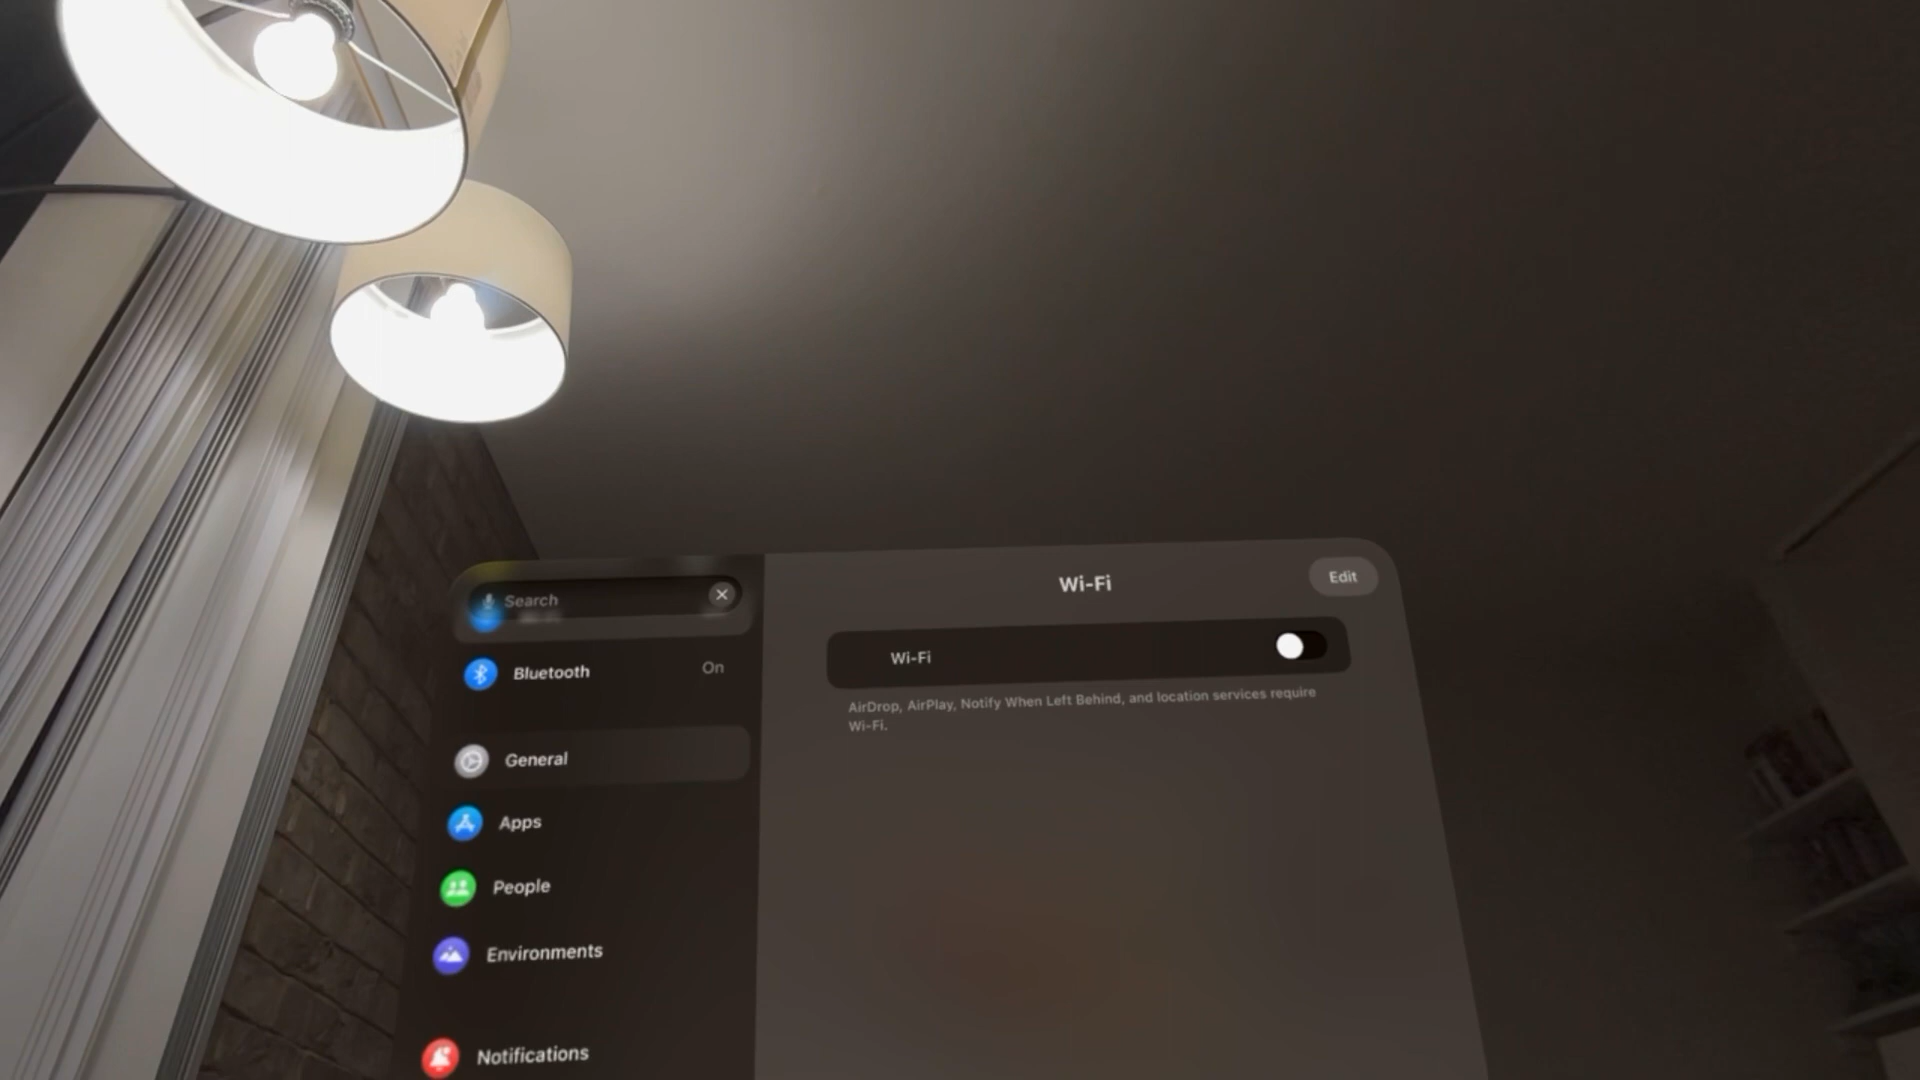 Search
Bluetooth On
General
Apps
People
Environments
Notifications
Wi-Fi
Edit
Wi-Fi
AirDrop, AirPlay, Notify When Left Behind, and location services require
Wi-Fi.